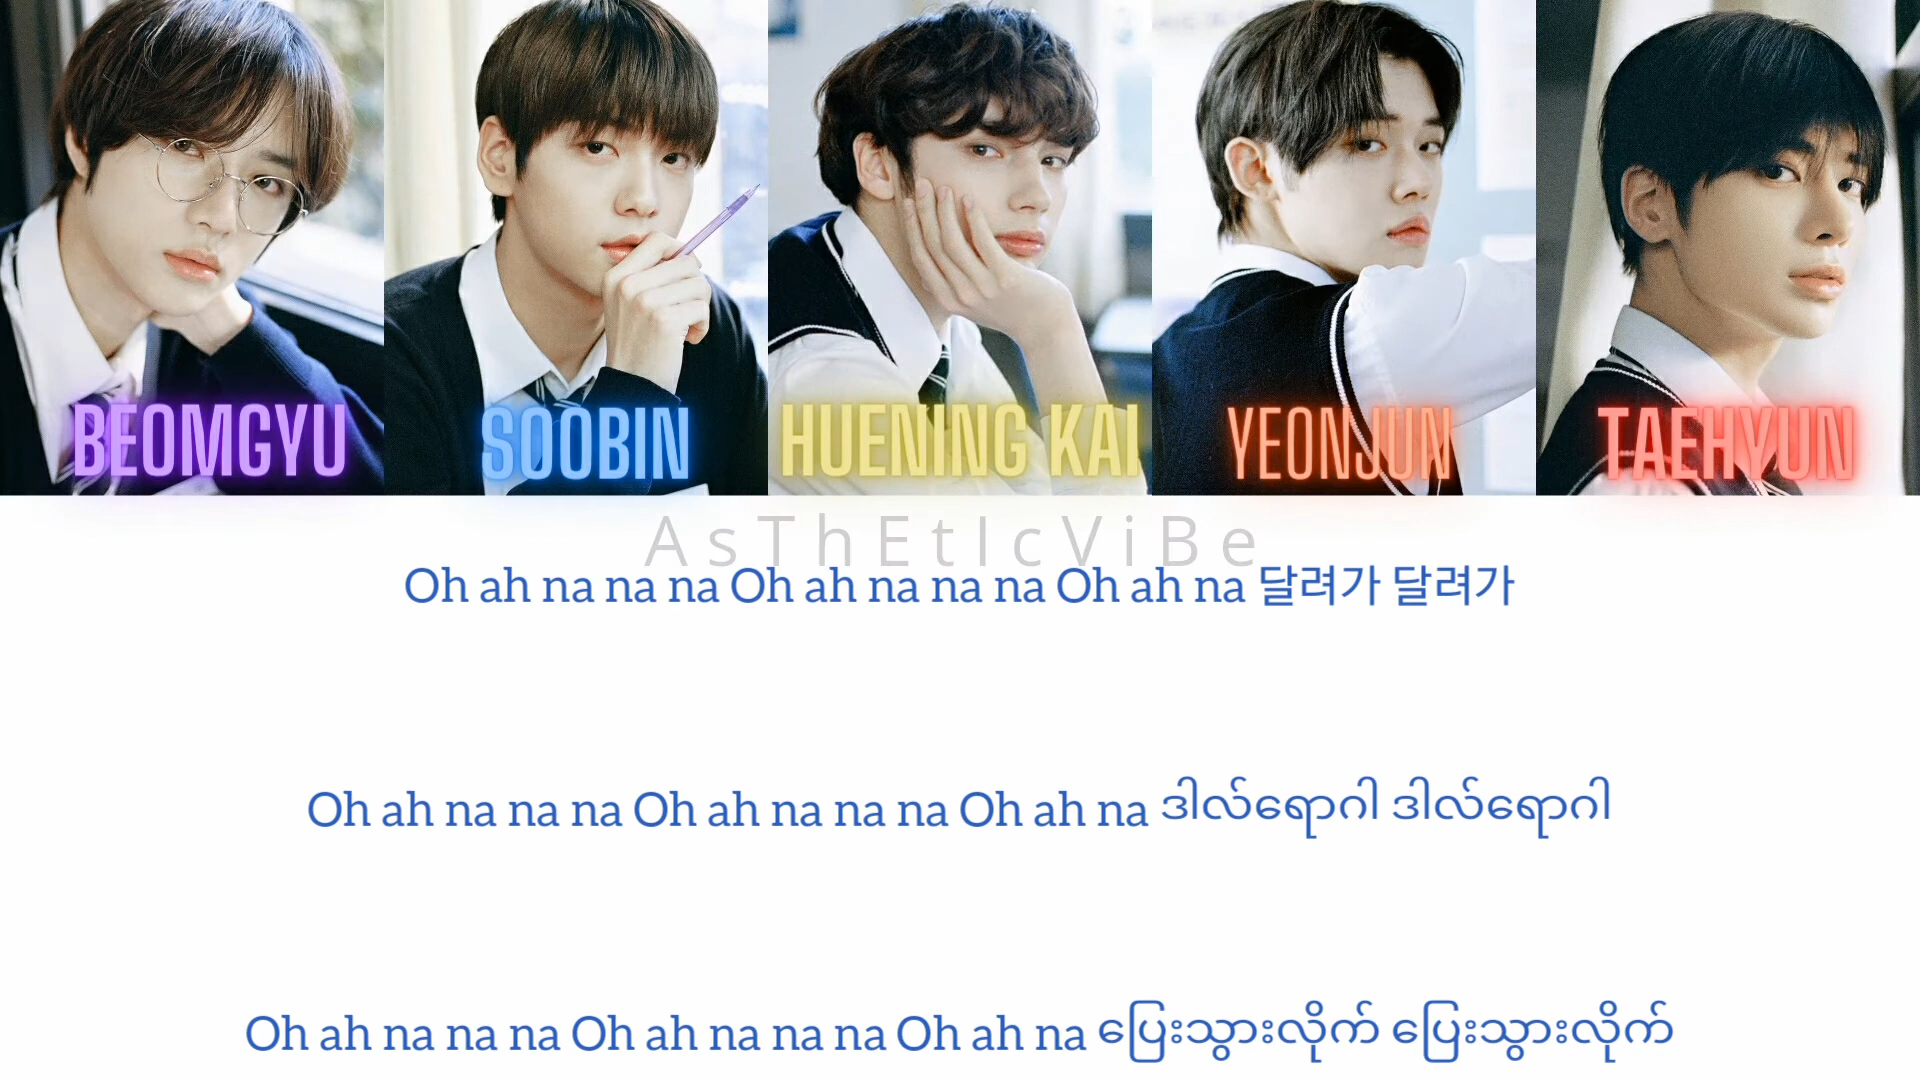 BEOMGYU SOOBIN HUENING KAI YEONJUN TAEHYUN
AsThEtIcViBe
Oh ah na na na Oh ah na na na Oh ah na 달려가 달려가
Oh ah na na na Oh ah na na na Oh ah na ဒါလ်ရောဂါ ဒါလ်ရောဂါ
Oh ah na na na Oh ah na na na Oh ah na ပြေးသွားလိုက် ပြေးသွားလိုက်